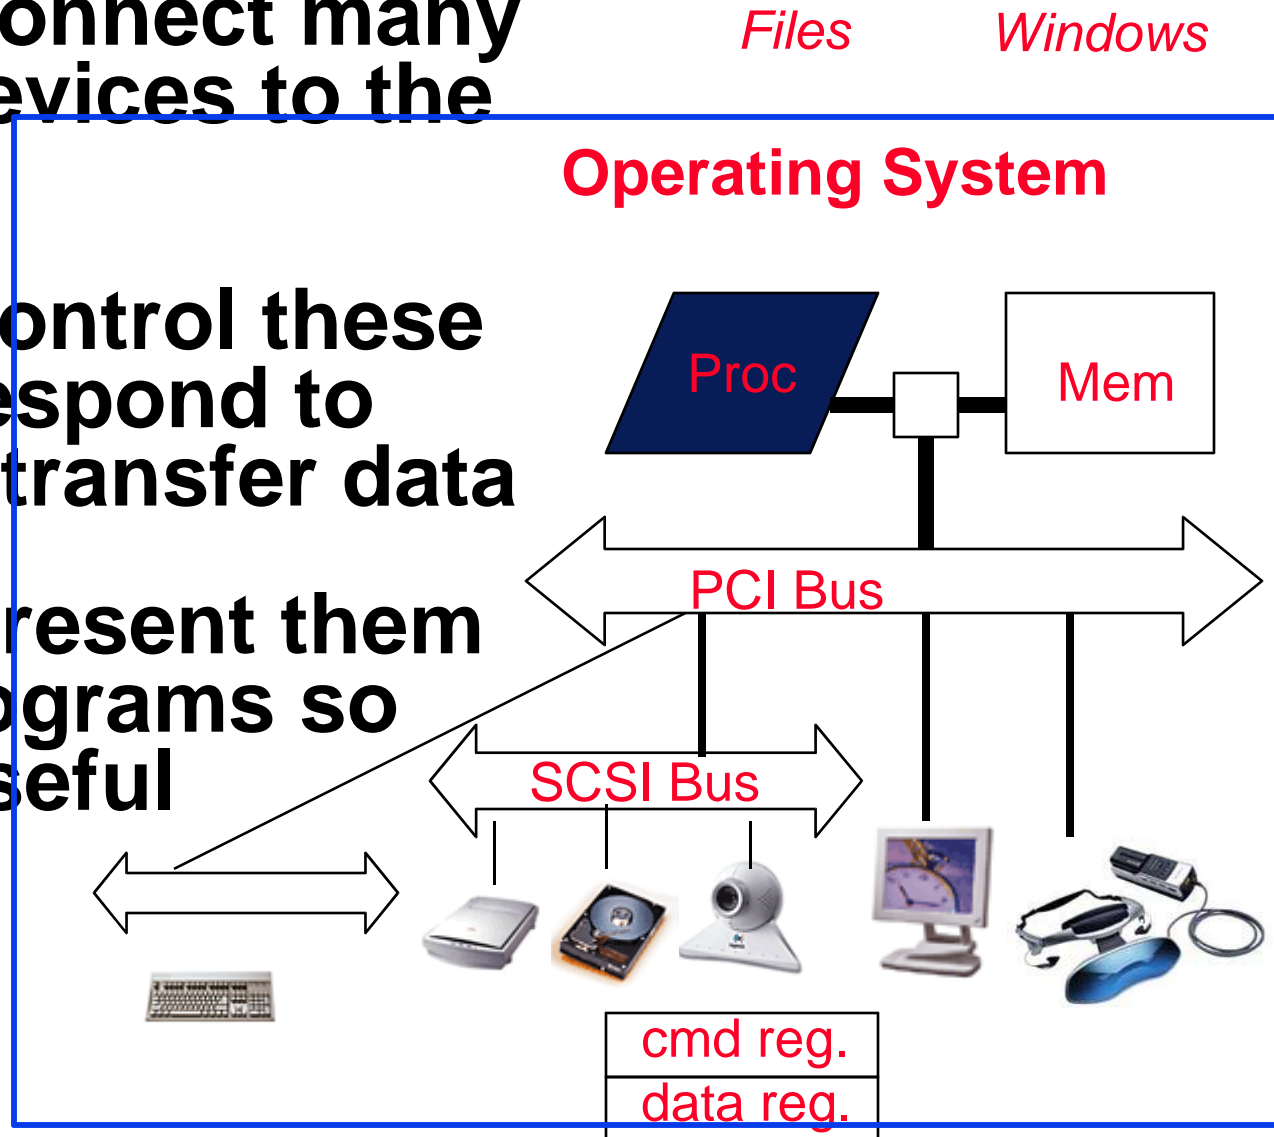 onnect many
evices to the
ontrol these
espond to
transfer data
resent them
ograms so
seful
Files
Windows
Operating System
Proc
Mem
PCI Bus
SCSI Bus
cmd reg.
data reg.